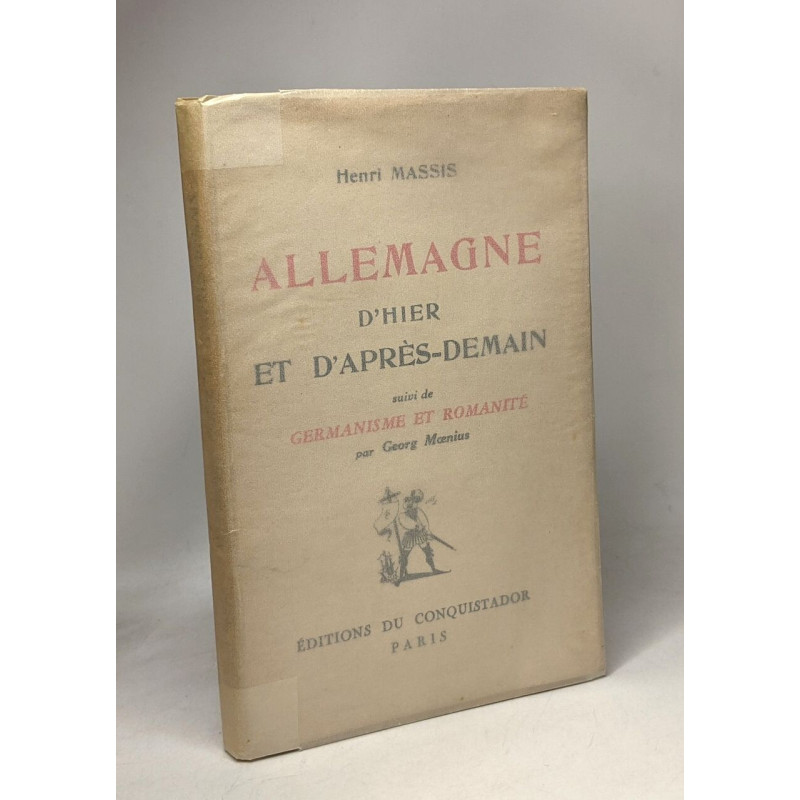 Henri MASSIS
ALLEMAGNE
D'HIER
ET D'APRÈS-DEMAIN
suivi de
GERMANISME ET ROMANITÉ
par Georg Mœnius
ÉDITIONS DU CONQUISTADOR
PARIS